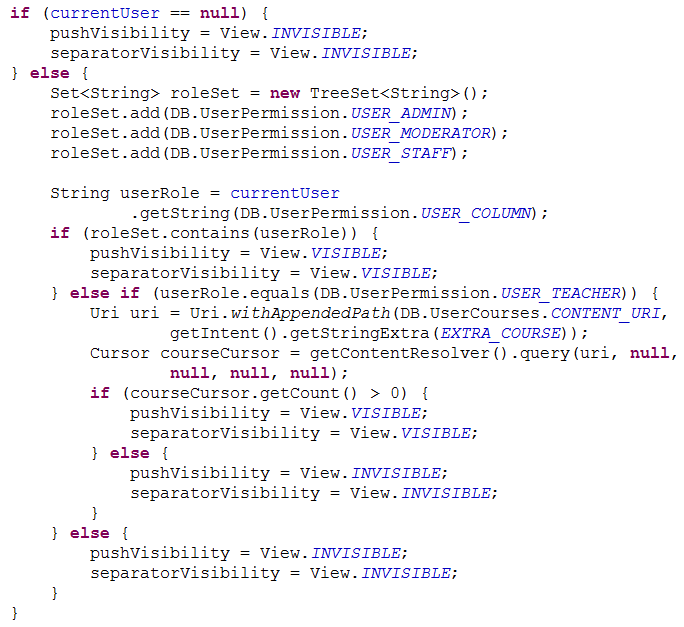 if (currentUser == null) {
    pushVisibility = View.INVISIBLE;
    separatorVisibility = View.INVISIBLE;
} else {
    Set<String> roleSet = new TreeSet<String>();
    roleSet.add(DB.UserPermission.USER_ADMIN);
    roleSet.add(DB.UserPermission.USER_MODERATOR);
    roleSet.add(DB.UserPermission.USER_STAFF);

    String userRole = currentUser
            .getString(DB.UserPermission.USER_COLUMN);
    if (roleSet.contains(userRole)) {
        pushVisibility = View.VISIBLE;
        separatorVisibility = View.VISIBLE;
    } else if (userRole.equals(DB.UserPermission.USER_TEACHER)) {
        Uri uri = Uri.withAppendedPath(DB.UserCourses.CONTENT_URI,
                getIntent().getStringExtra(EXTRA_COURSE));
        Cursor courseCursor = getContentResolver().query(uri, null,
                null, null, null);
        if (courseCursor.getCount() > 0) {
            pushVisibility = View.VISIBLE;
            separatorVisibility = View.VISIBLE;
        } else {
            pushVisibility = View.INVISIBLE;
            separatorVisibility = View.INVISIBLE;
        }
    } else {
        pushVisibility = View.INVISIBLE;
        separatorVisibility = View.INVISIBLE;
    }
}